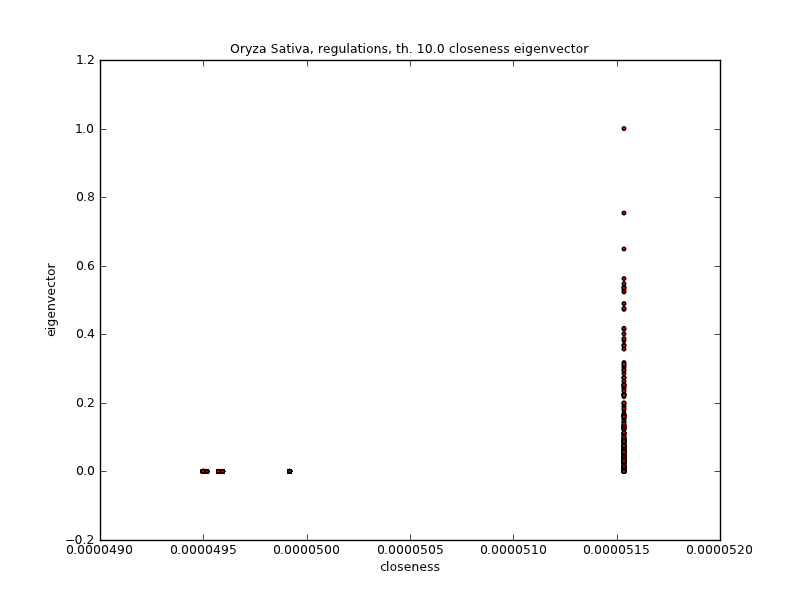 Oryza Sativa, regulations, th. 10.0 closeness eigenvector
1.2
1.0
0.8
0.6
0.4
0.2
0.0
−0.2
eigenvector
0.0000490 0.0000495 0.0000500 0.0000505 0.0000510 0.0000515 0.0000520
closeness